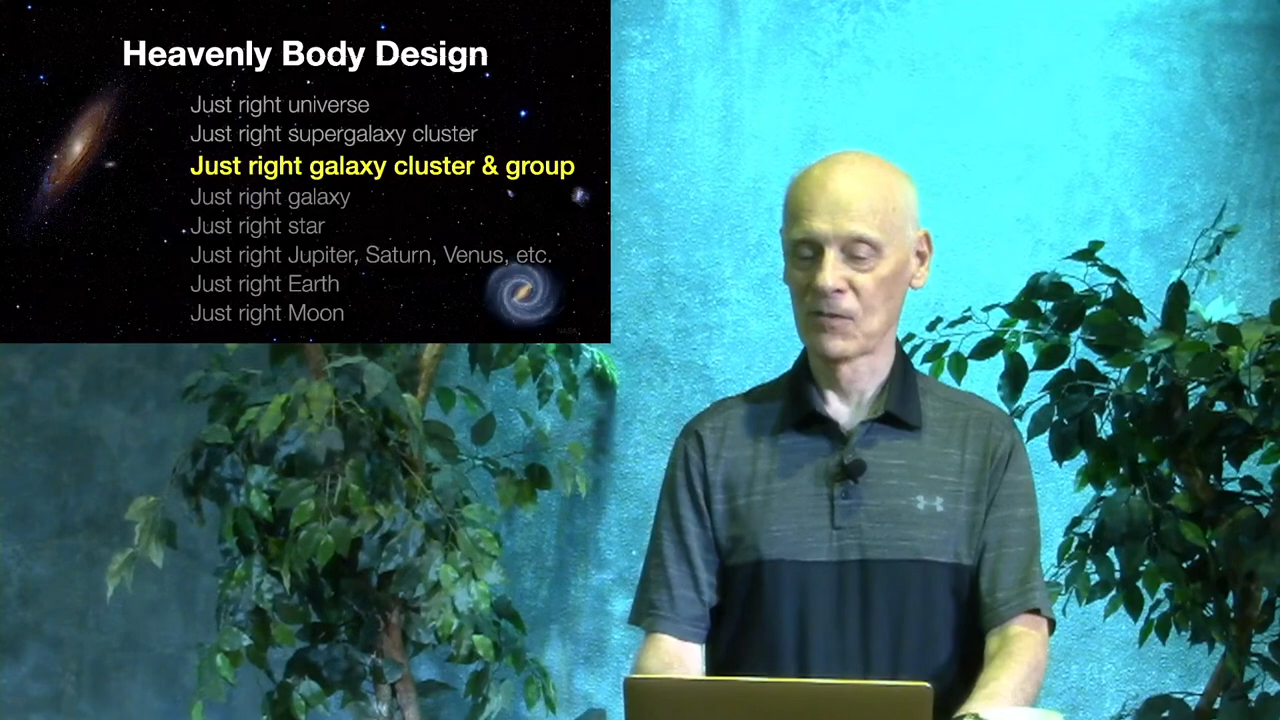 Heavenly Body Design
Just right universe
Just right supergalaxy cluster
Just right galaxy cluster & group
Just right galaxy
Just right star
Just right Jupiter, Saturn, Venus, etc.
Just right Earth
Just right Moon
NASA